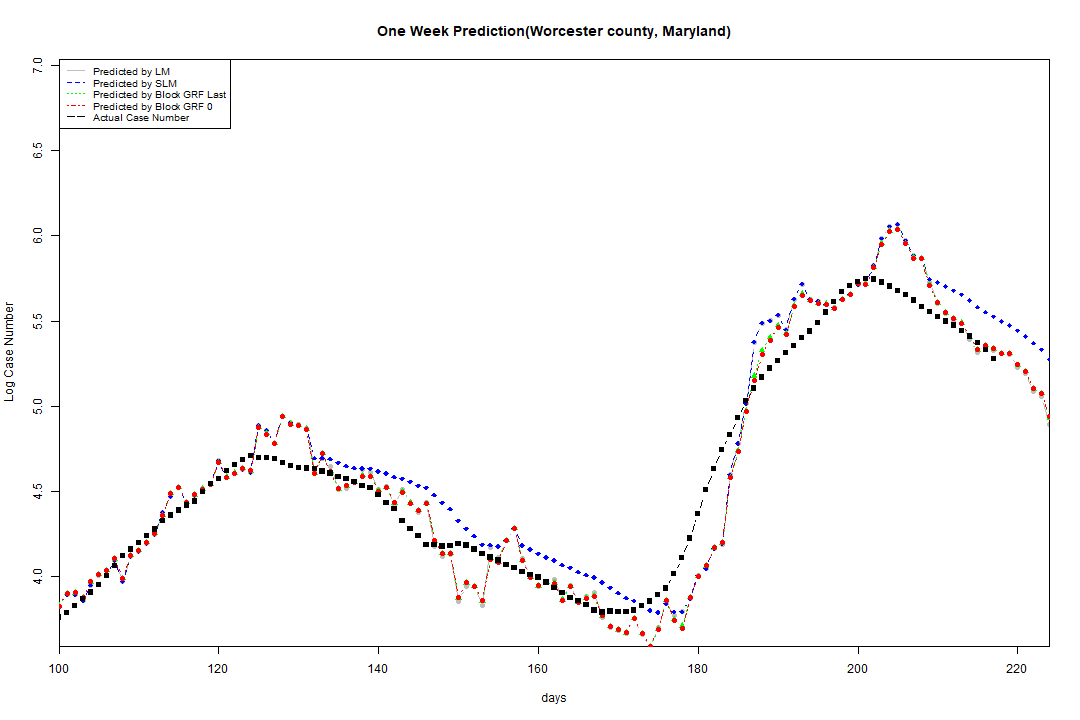 One Week Prediction(Worcester county, Maryland)
7.0
6.5
6.0
5.5
5.0
4.5
4.0
Log Case Number
Predicted by LM
Predicted by SLM
Predicted by Block GRF Last
Predicted by Block GRF 0
Actual Case Number
100 120 140 160 180 200 220
days